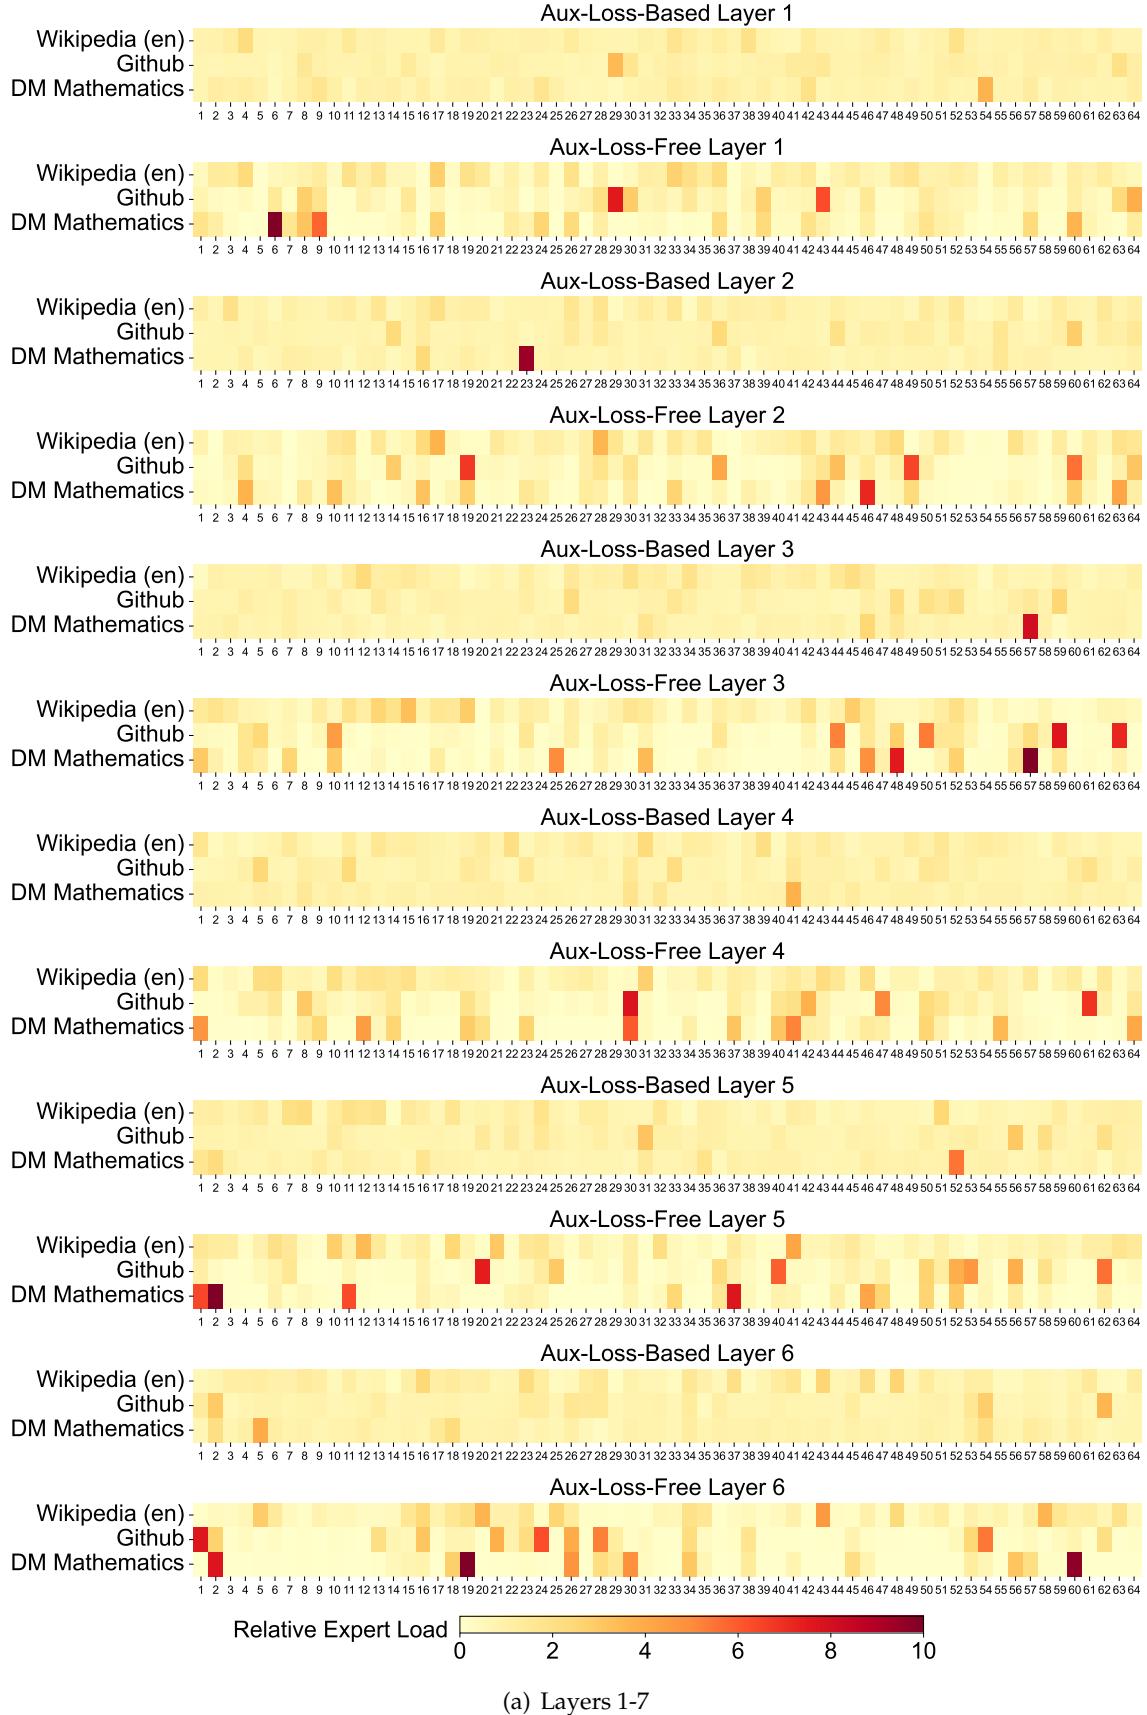 Aux-Loss-Based Layer 1
Wikipedia (en)
Github
DM Mathematics
1 2 3 4 5 6 7 8 9 10 11 12 13 14 15 16 17 18 19 20 21 22 23 24 25 26 27 28 29 30 31 32 33 34 35 36 37 38 39 40 41 42 43 44 45 46 47 48 49 50 51 52 53 54 55 56 57 58 59 60 61 62 63 64
Aux-Loss-Free Layer 1
Wikipedia (en)
Github
DM Mathematics
1 2 3 4 5 6 7 8 9 10 11 12 13 14 15 16 17 18 19 20 21 22 23 24 25 26 27 28 29 30 31 32 33 34 35 36 37 38 39 40 41 42 43 44 45 46 47 48 49 50 51 52 53 54 55 56 57 58 59 60 61 62 63 64
Aux-Loss-Based Layer 2
Wikipedia (en)
Github
DM Mathematics
1 2 3 4 5 6 7 8 9 10 11 12 13 14 15 16 17 18 19 20 21 22 23 24 25 26 27 28 29 30 31 32 33 34 35 36 37 38 39 40 41 42 43 44 45 46 47 48 49 50 51 52 53 54 55 56 57 58 59 60 61 62 63 64
Aux-Loss-Free Layer 2
Wikipedia (en)
Github
DM Mathematics
1 2 3 4 5 6 7 8 9 10 11 12 13 14 15 16 17 18 19 20 21 22 23 24 25 26 27 28 29 30 31 32 33 34 35 36 37 38 39 40 41 42 43 44 45 46 47 48 49 50 51 52 53 54 55 56 57 58 59 60 61 62 63 64
Aux-Loss-Based Layer 3
Wikipedia (en)
Github
DM Mathematics
1 2 3 4 5 6 7 8 9 10 11 12 13 14 15 16 17 18 19 20 21 22 23 24 25 26 27 28 29 30 31 32 33 34 35 36 37 38 39 40 41 42 43 44 45 46 47 48 49 50 51 52 53 54 55 56 57 58 59 60 61 62 63 64
Aux-Loss-Free Layer 3
Wikipedia (en)
Github
DM Mathematics
1 2 3 4 5 6 7 8 9 10 11 12 13 14 15 16 17 18 19 20 21 22 23 24 25 26 27 28 29 30 31 32 33 34 35 36 37 38 39 40 41 42 43 44 45 46 47 48 49 50 51 52 53 54 55 56 57 58 59 60 61 62 63 64
Aux-Loss-Based Layer 4
Wikipedia (en)
Github
DM Mathematics
1 2 3 4 5 6 7 8 9 10 11 12 13 14 15 16 17 18 19 20 21 22 23 24 25 26 27 28 29 30 31 32 33 34 35 36 37 38 39 40 41 42 43 44 45 46 47 48 49 50 51 52 53 54 55 56 57 58 59 60 61 62 63 64
Aux-Loss-Free Layer 4
Wikipedia (en)
Github
DM Mathematics
1 2 3 4 5 6 7 8 9 10 11 12 13 14 15 16 17 18 19 20 21 22 23 24 25 26 27 28 29 30 31 32 33 34 35 36 37 38 39 40 41 42 43 44 45 46 47 48 49 50 51 52 53 54 55 56 57 58 59 60 61 62 63 64
Aux-Loss-Based Layer 5
Wikipedia (en)
Github
DM Mathematics
1 2 3 4 5 6 7 8 9 10 11 12 13 14 15 16 17 18 19 20 21 22 23 24 25 26 27 28 29 30 31 32 33 34 35 36 37 38 39 40 41 42 43 44 45 46 47 48 49 50 51 52 53 54 55 56 57 58 59 60 61 62 63 64
Aux-Loss-Free Layer 5
Wikipedia (en)
Github
DM Mathematics
1 2 3 4 5 6 7 8 9 10 11 12 13 14 15 16 17 18 19 20 21 22 23 24 25 26 27 28 29 30 31 32 33 34 35 36 37 38 39 40 41 42 43 44 45 46 47 48 49 50 51 52 53 54 55 56 57 58 59 60 61 62 63 64
Aux-Loss-Based Layer 6
Wikipedia (en)
Github
DM Mathematics
1 2 3 4 5 6 7 8 9 10 11 12 13 14 15 16 17 18 19 20 21 22 23 24 25 26 27 28 29 30 31 32 33 34 35 36 37 38 39 40 41 42 43 44 45 46 47 48 49 50 51 52 53 54 55 56 57 58 59 60 61 62 63 64
Aux-Loss-Free Layer 6
Wikipedia (en)
Github
DM Mathematics
1 2 3 4 5 6 7 8 9 10 11 12 13 14 15 16 17 18 19 20 21 22 23 24 25 26 27 28 29 30 31 32 33 34 35 36 37 38 39 40 41 42 43 44 45 46 47 48 49 50 51 52 53 54 55 56 57 58 59 60 61 62 63 64
Relative Expert Load
0 2 4 6 8 10
(a) Layers 1-7